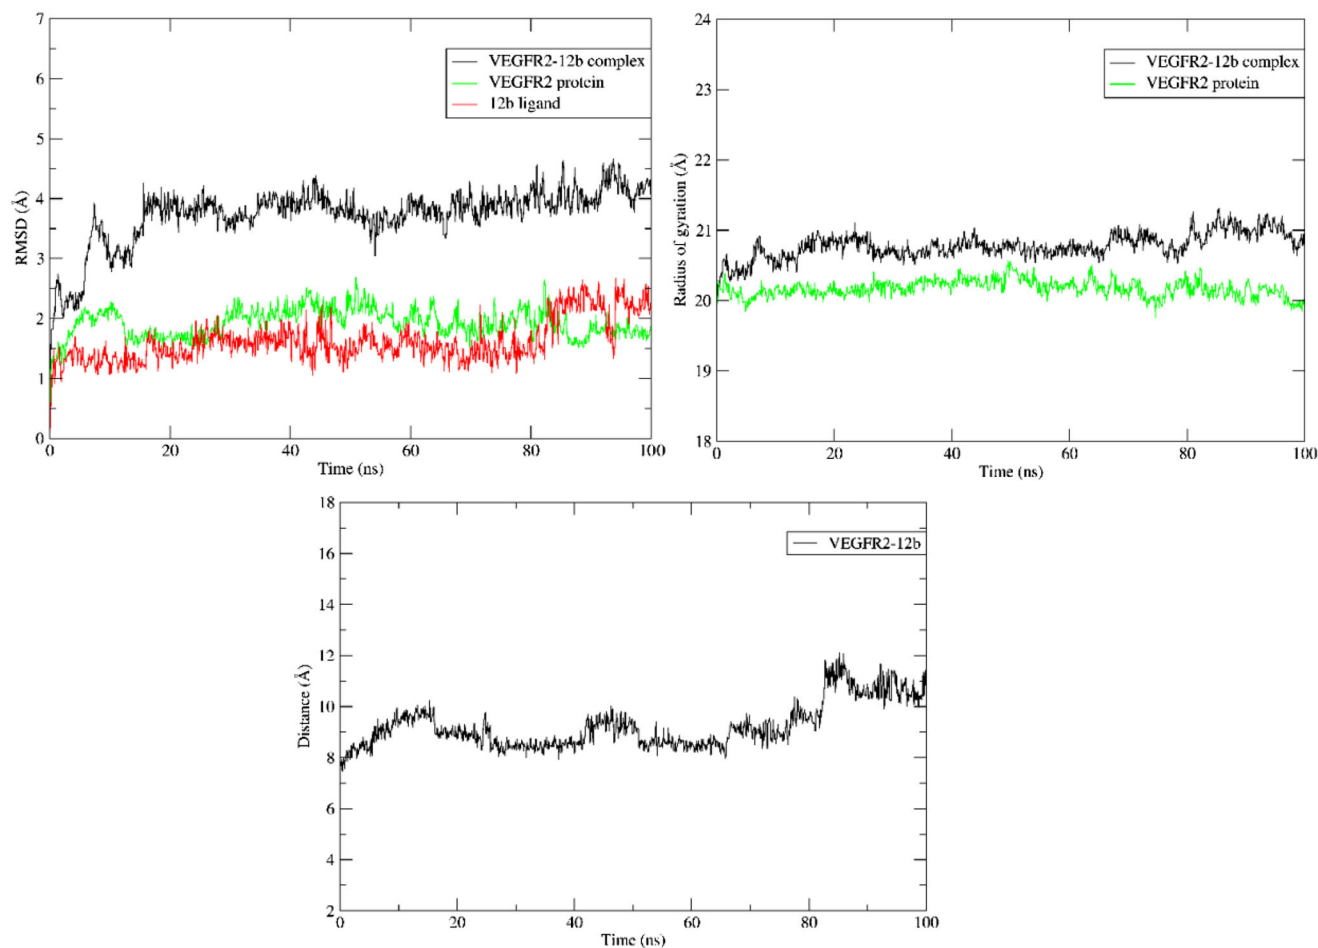 7
6
5
4
3
2
1
0
RMSD (Å)
VEGFR2-12b complex
VEGFR2 protein
12b ligand
0 20 40 60 80 100
Time (ns)
24
23
22
21
20
19
18
Radius of gyration (Å)
VEGFR2-12b complex
VEGFR2 protein
0 20 40 60 80 100
Time (ns)
18
16
14
12
10
8
6
4
2
Distance (Å)
VEGFR2-12b
0 20 40 60 80 100
Time (ns)